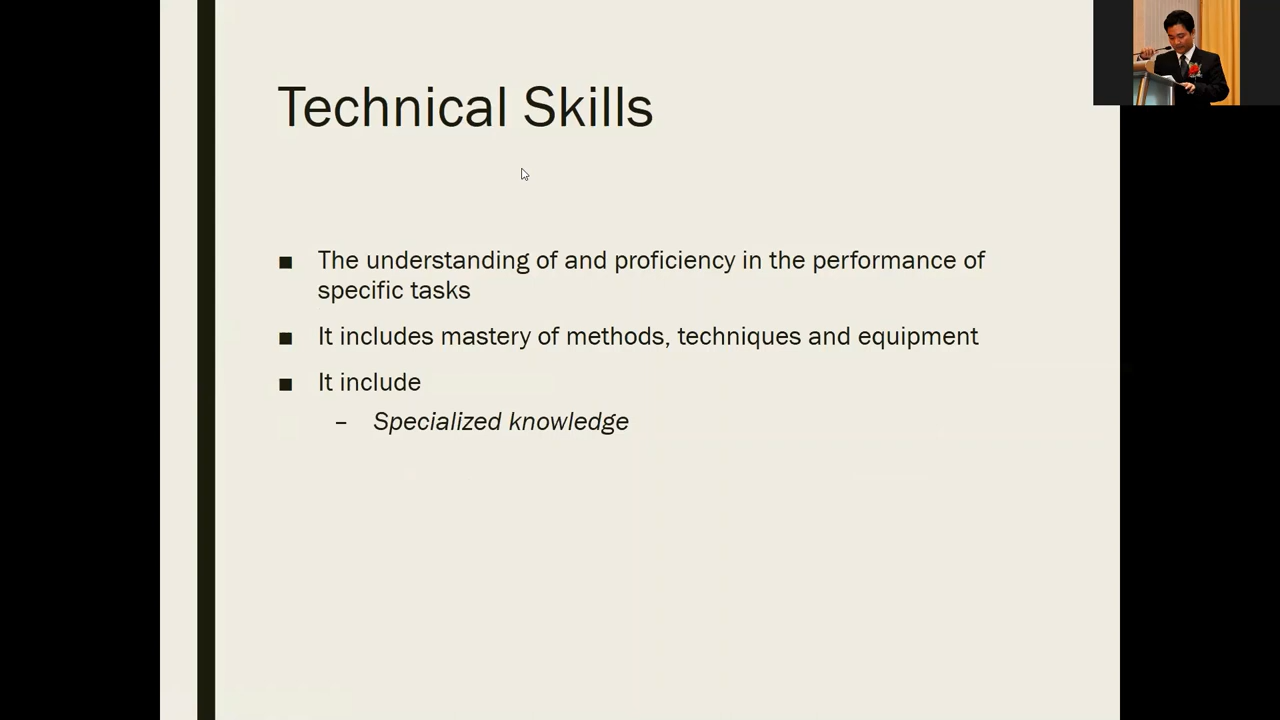 Technical Skills
■ The understanding of and proficiency in the performance of
specific tasks
■ It includes mastery of methods, techniques and equipment
■ It include
– Specialized knowledge